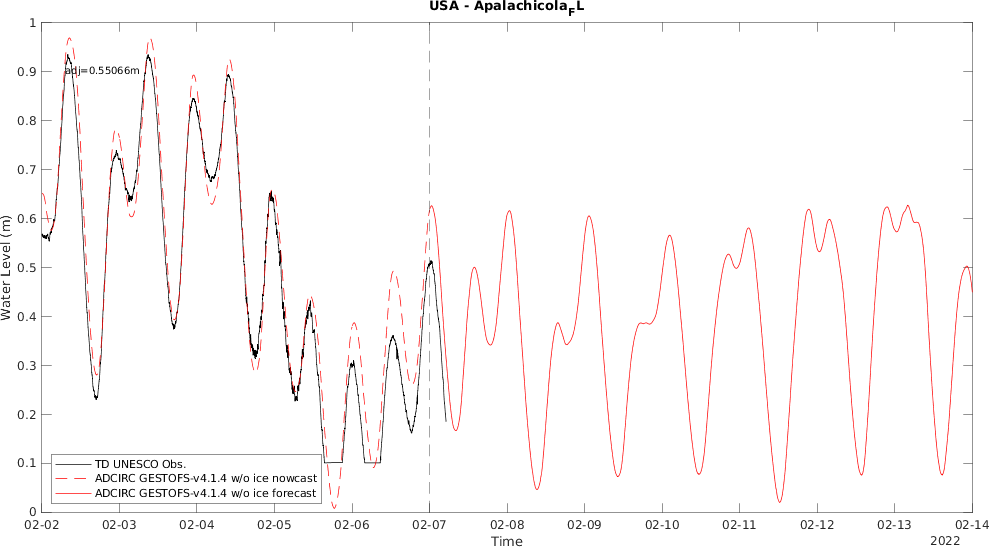 USA - Apalachicola_FL
1
0.9
0.8
0.7
0.6
0.5
0.4
0.3
0.2
0.1
0
Water Level (m)
adj=0.55066m
TD UNESCO Obs.
ADCIRC GESTOFS-v4.1.4 w/o ice nowcast
ADCIRC GESTOFS-v4.1.4 w/o ice forecast
02-02 02-03 02-04 02-05 02-06 02-07 02-08 02-09 02-10 02-11 02-12 02-13 02-14
Time
2022